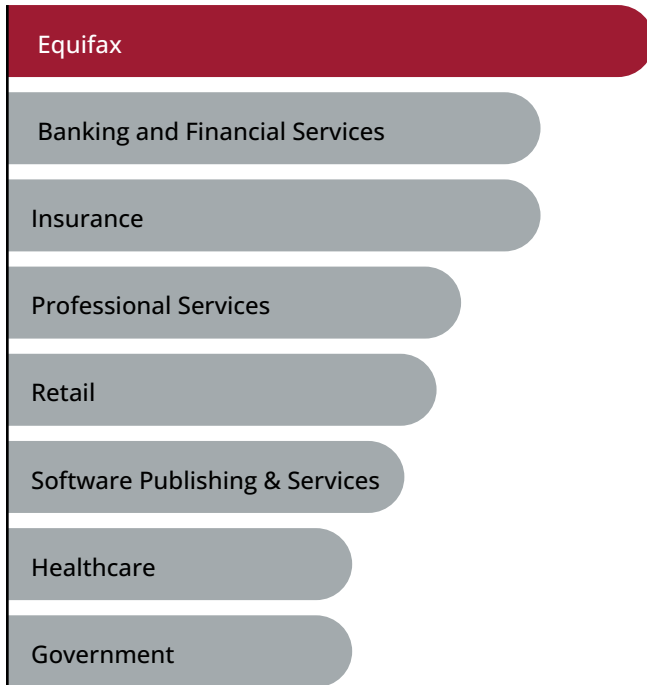 Equifax
Banking and Financial Services
Insurance
Professional Services
Retail
Software Publishing & Services
Healthcare
Government